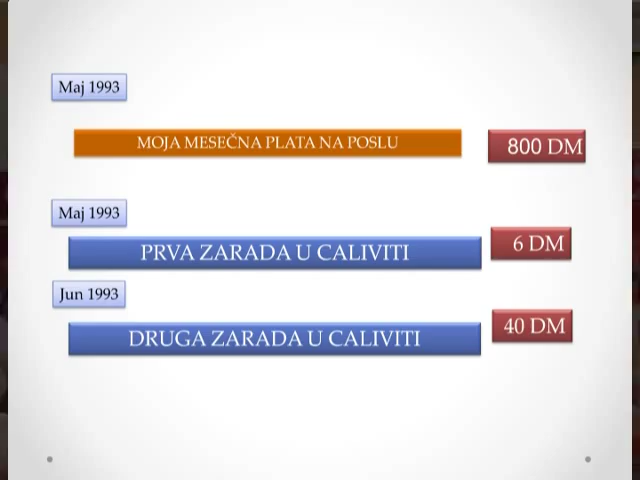 Maj 1993
MOJA MESEČNA PLATA NA POSLU
800 DM
Maj 1993
PRVA ZARADA U CALIVITI
6 DM
Jun 1993
DRUGA ZARADA U CALIVITI
40 DM